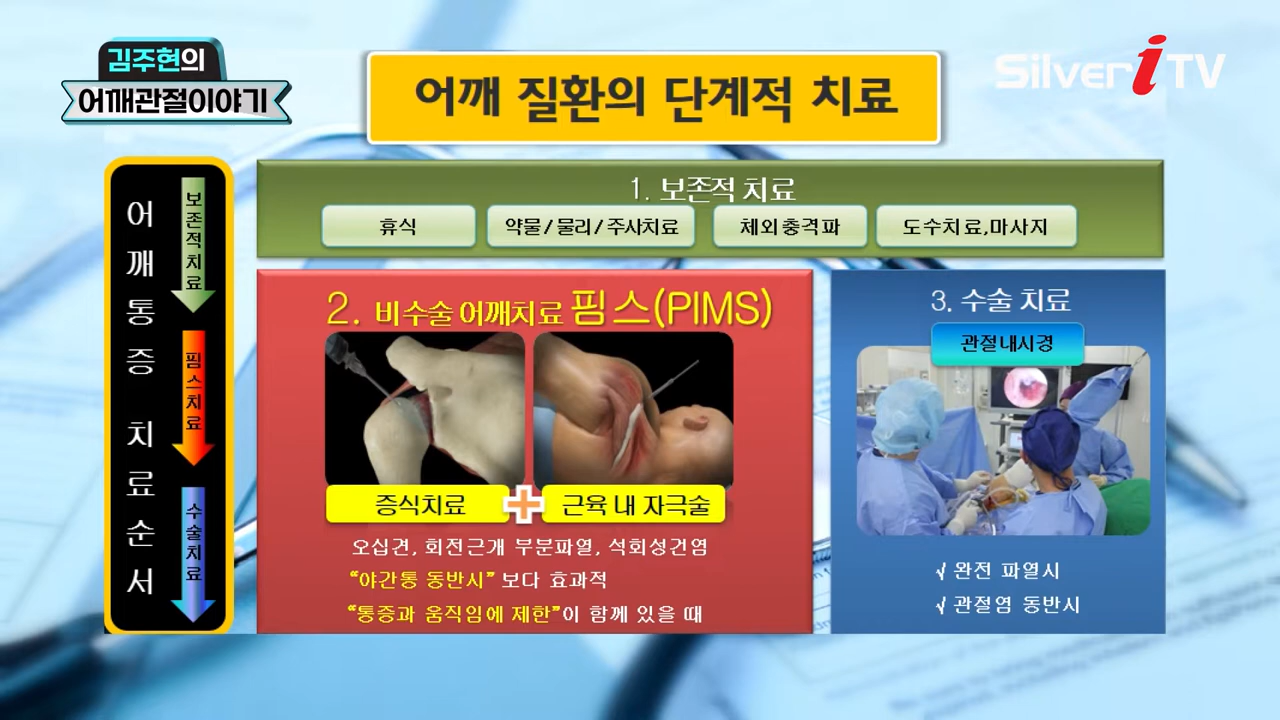 김주현의
어깨관절이야기
Silver i TV
어깨 질환의 단계적 치료
어깨통증 치료순서
보존적치료
핌스치료
수술치료
1. 보존적 치료
휴식
약물/물리/주사치료
체외충격파
도수치료,마사지
2. 비수술 어깨치료 핌스(PIMS)
증식치료
근육 내 자극술
오십견, 회전근개 부분파열, 석회성건염
“야간통 동반시” 보다 효과적
“통증과 움직임에 제한”이 함께 있을 때
3. 수술 치료
관절내시경
√ 완전 파열시
√ 관절염 동반시